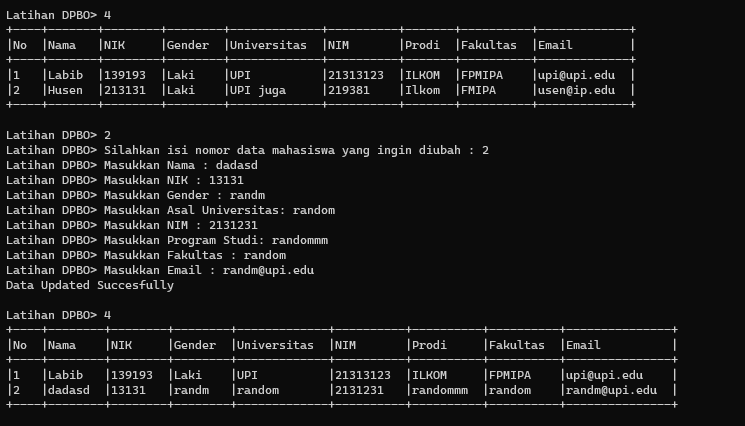 Latihan DPBO> 4
+----+-------+--------+--------+-------------+----------+-------+----------+-------------+
|No  |Nama   |NIK     |Gender  |Universitas  |NIM       |Prodi  |Fakultas  |Email        |
+----+-------+--------+--------+-------------+----------+-------+----------+-------------+
|1   |Labib  |139193  |Laki    |UPI          |21313123  |ILKOM  |FPMIPA    |upi@upi.edu  |
|2   |Husen  |213131  |Laki    |UPI juga     |219381    |Ilkom  |FMIPA     |usen@ip.edu  |
+----+-------+--------+--------+-------------+----------+-------+----------+-------------+
Latihan DPBO> 2
Latihan DPBO> Silahkan isi nomor data mahasiswa yang ingin diubah : 2
Latihan DPBO> Masukkan Nama : dadasd
Latihan DPBO> Masukkan NIK : 13131
Latihan DPBO> Masukkan Gender : randm
Latihan DPBO> Masukkan Asal Universitas: random
Latihan DPBO> Masukkan NIM : 2131231
Latihan DPBO> Masukkan Program Studi: randommm
Latihan DPBO> Masukkan Fakultas : random
Latihan DPBO> Masukkan Email : randm@upi.edu
Data Updated Succesfully
Latihan DPBO> 4
+----+--------+--------+--------+-------------+----------+----------+----------+---------------+
|No  |Nama    |NIK     |Gender  |Universitas  |NIM       |Prodi     |Fakultas  |Email          |
+----+--------+--------+--------+-------------+----------+----------+----------+---------------+
|1   |Labib   |139193  |Laki    |UPI          |21313123  |ILKOM     |FPMIPA    |upi@upi.edu    |
|2   |dadasd  |13131   |randm   |random       |2131231   |randommm  |random    |randm@upi.edu  |
+----+--------+--------+--------+-------------+----------+----------+----------+---------------+